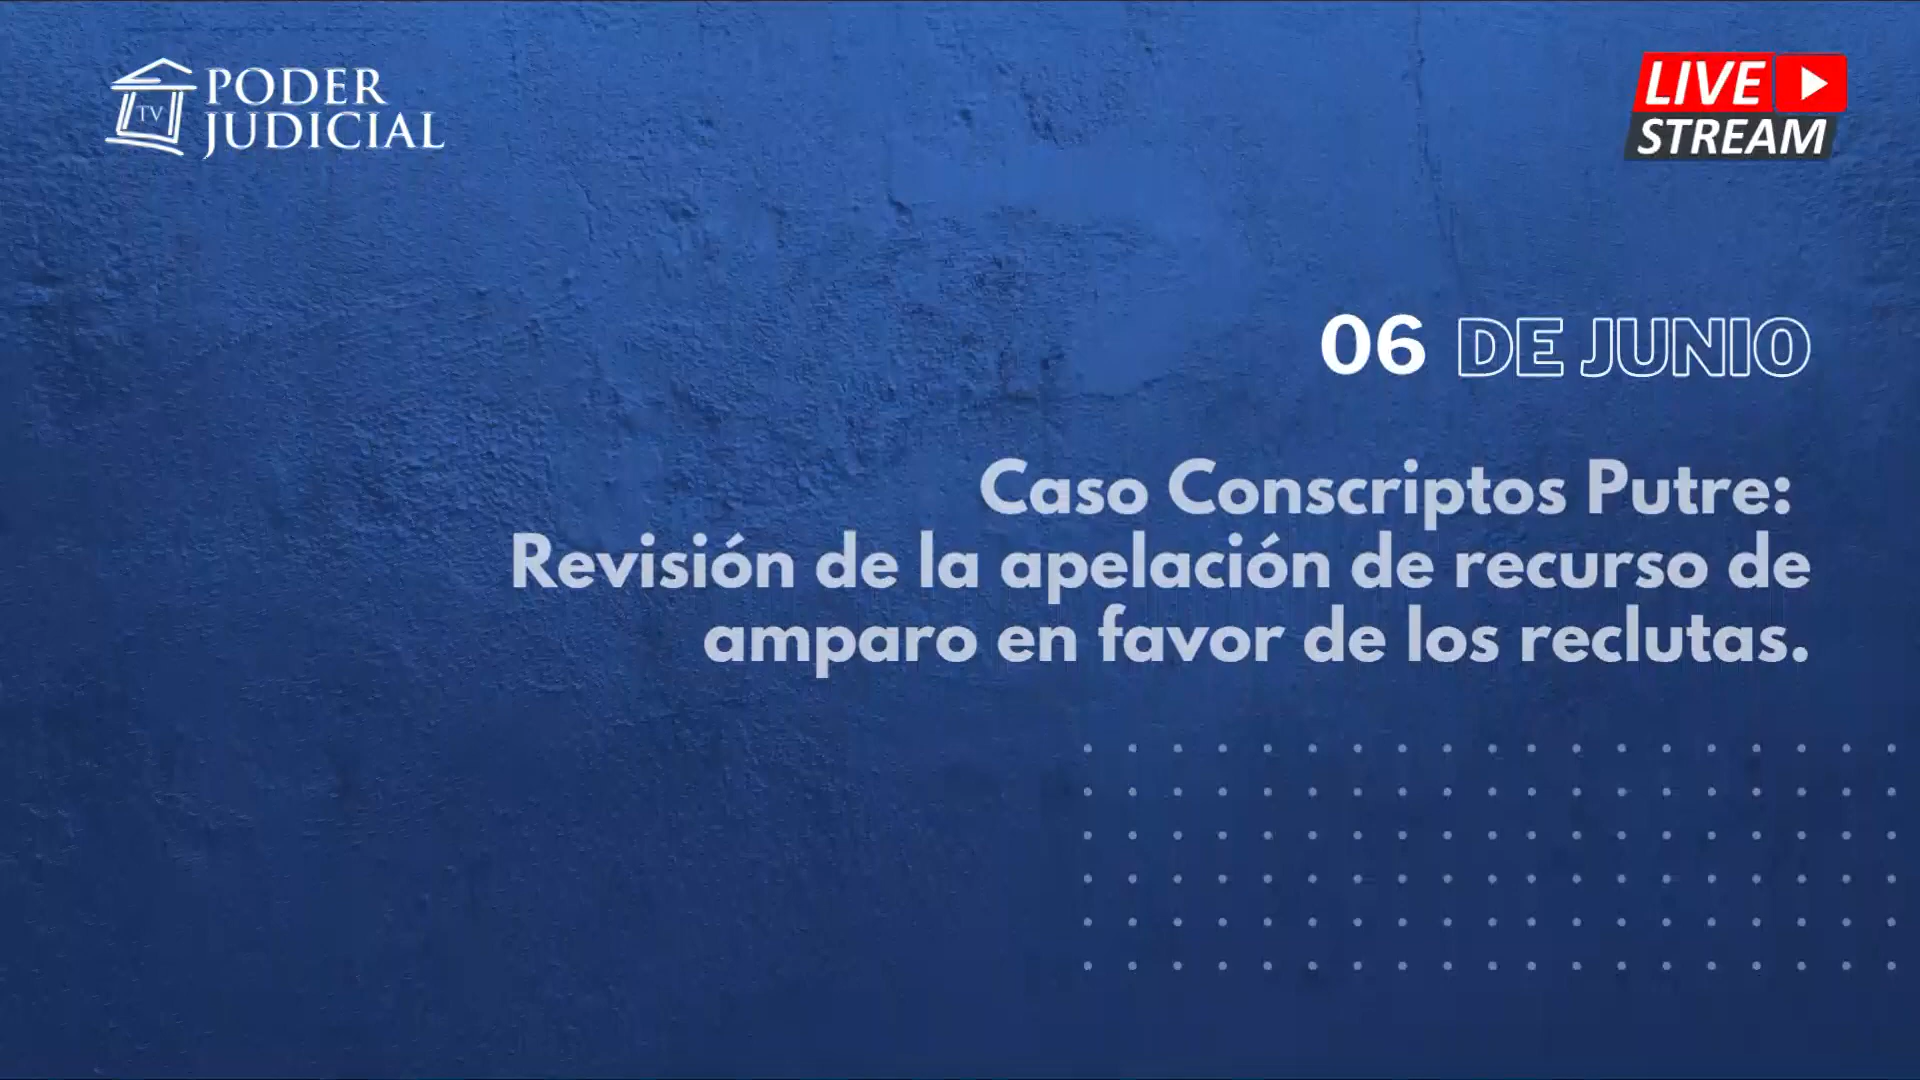 TV
PODER
JUDICIAL
LIVE
STREAM
06 DE JUNIO
Caso Conscriptos Putre:
Revisión de la apelación de recurso de
amparo en favor de los reclutas.